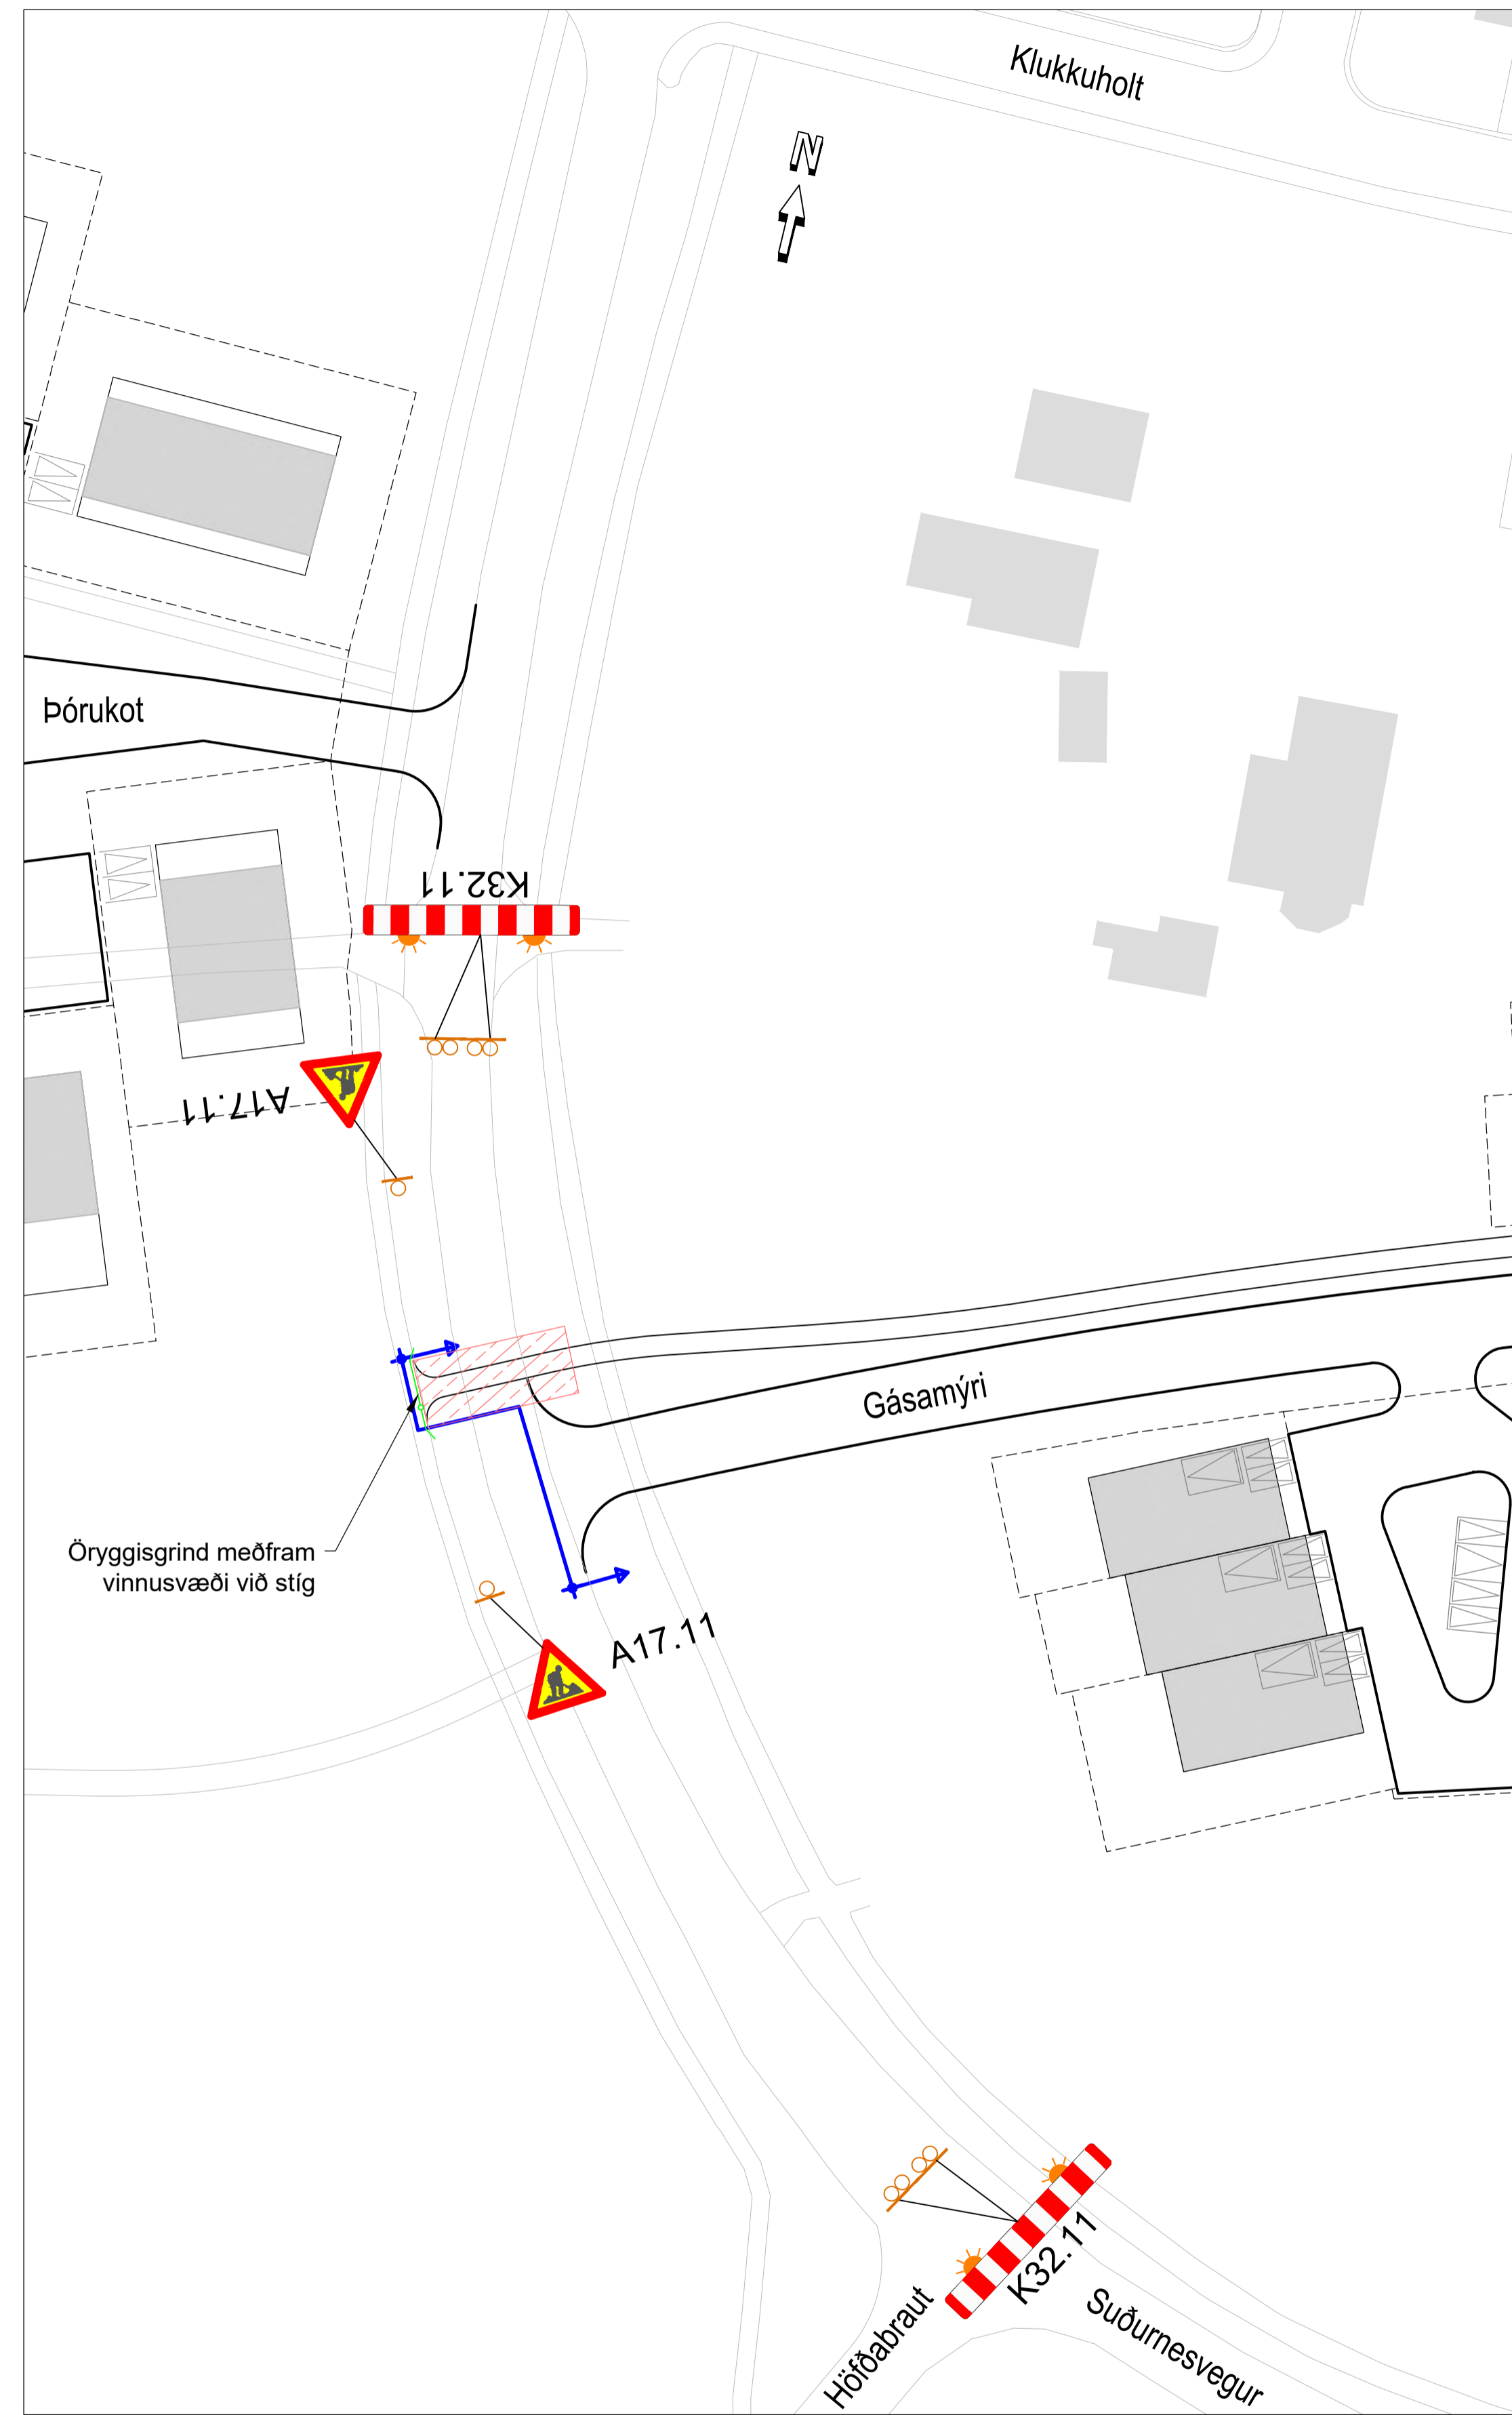 Klukkuholt
N
Þórukot
K32.11
A17.11
Gásamýri
Öryggisgrind meðfram
vinnusvæði við stíg
A17.11
K32.11
Höfðabraut
Suðurnesvegur